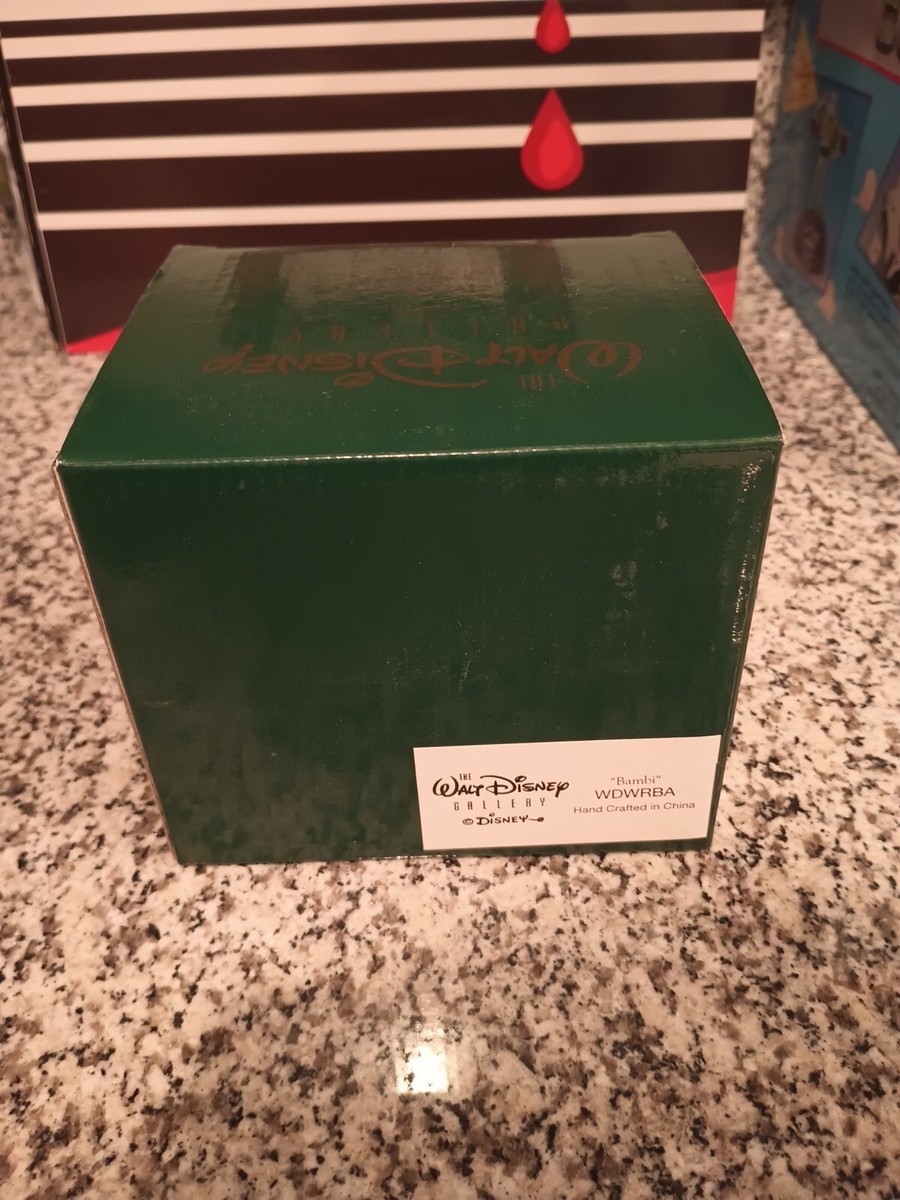 THE
WALT DISNEY
GALLERY
THE
WALT DISNEY
GALLERY
© DISNEY
"Bambi"
WDWRBA
Hand Crafted in China